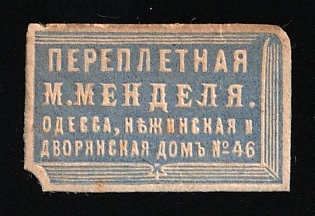 ПЕРЕПЛЕТНАЯ
М. МЕНДЕЛЯ.
ОДЕССА, НѢЖИНСКАЯ И
ДВОРЯНСКАЯ ДОМЪ №46